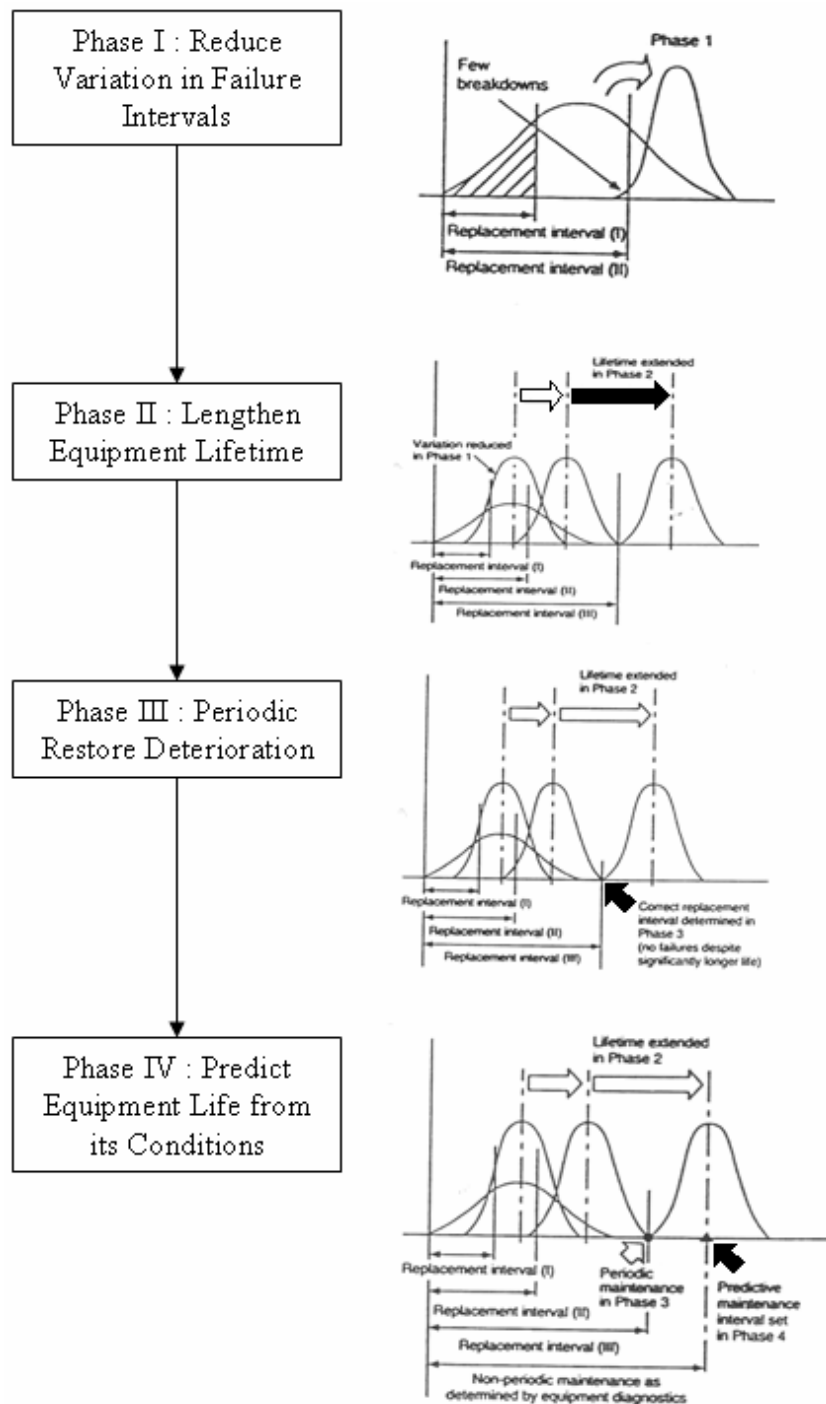 Phase I : Reduce
Variation in Failure
Intervals
Phase 1
Few
breakdowns
Replacement interval (I)
Replacement interval (II)
Phase II : Lengthen
Equipment Lifetime
Lifetime extended
in Phase 2
Variation reduced
in Phase 1
Replacement interval (I)
Replacement interval (II)
Replacement interval (III)
Phase III : Periodic
Restore Deterioration
Lifetime extended
in Phase 2
Replacement interval (I)
Replacement interval (II)
Replacement interval (III)
Correct replacement
interval determined in
Phase 3
(no failures despite
significantly longer life)
Phase IV : Predict
Equipment Life from
its Conditions
Lifetime extended
in Phase 2
Replacement interval (I)
Replacement interval (II)
Replacement interval (III)
Periodic
maintenance
in Phase 3
Predictive
maintenance
interval set
in Phase 4
Non-periodic maintenance as
determined by equipment diagnostics